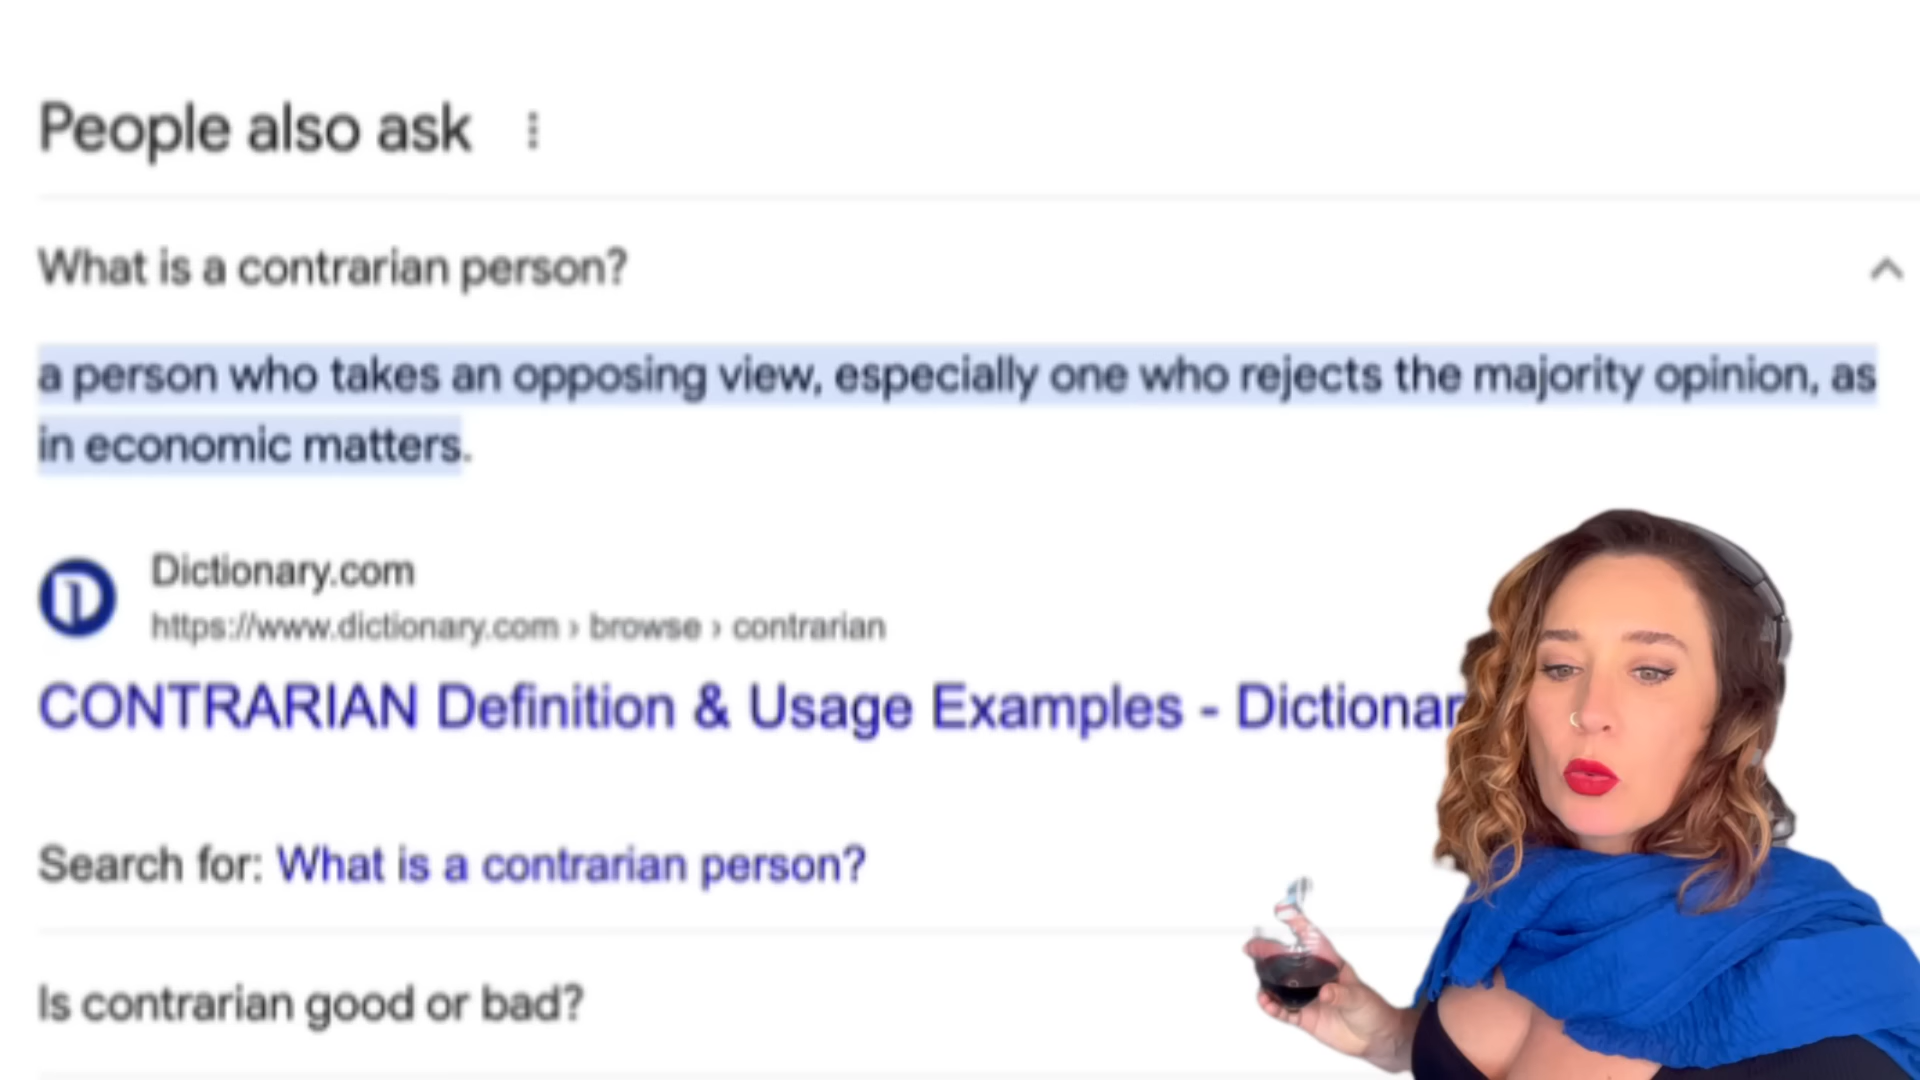 People also ask
What is a contrarian person?
a person who takes an opposing view, especially one who rejects the majority opinion, as
in economic matters.
Dictionary.com
https://www.dictionary.com › browse › contrarian
CONTRARIAN Definition & Usage Examples - Dictionar
Search for: What is a contrarian person?
Is contrarian good or bad?